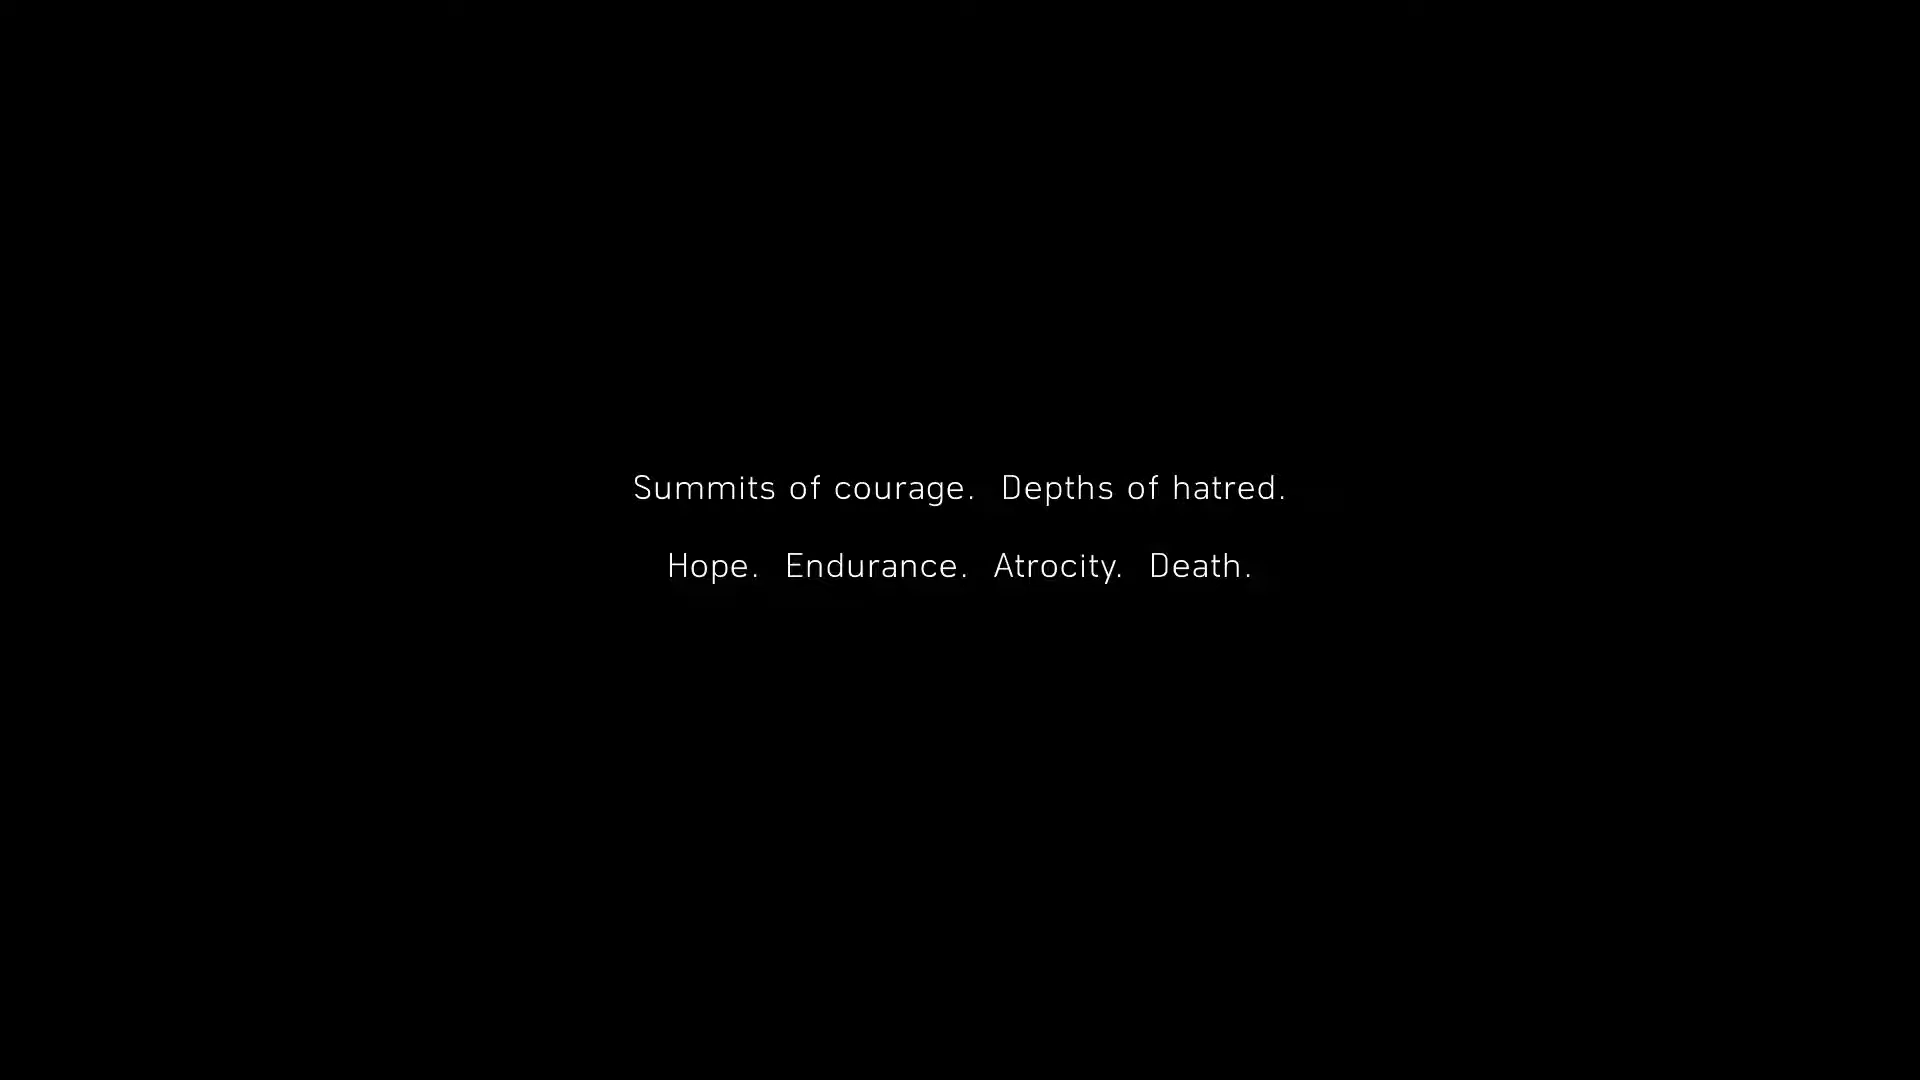 Summits of courage. Depths of hatred.
Hope. Endurance. Atrocity. Death.